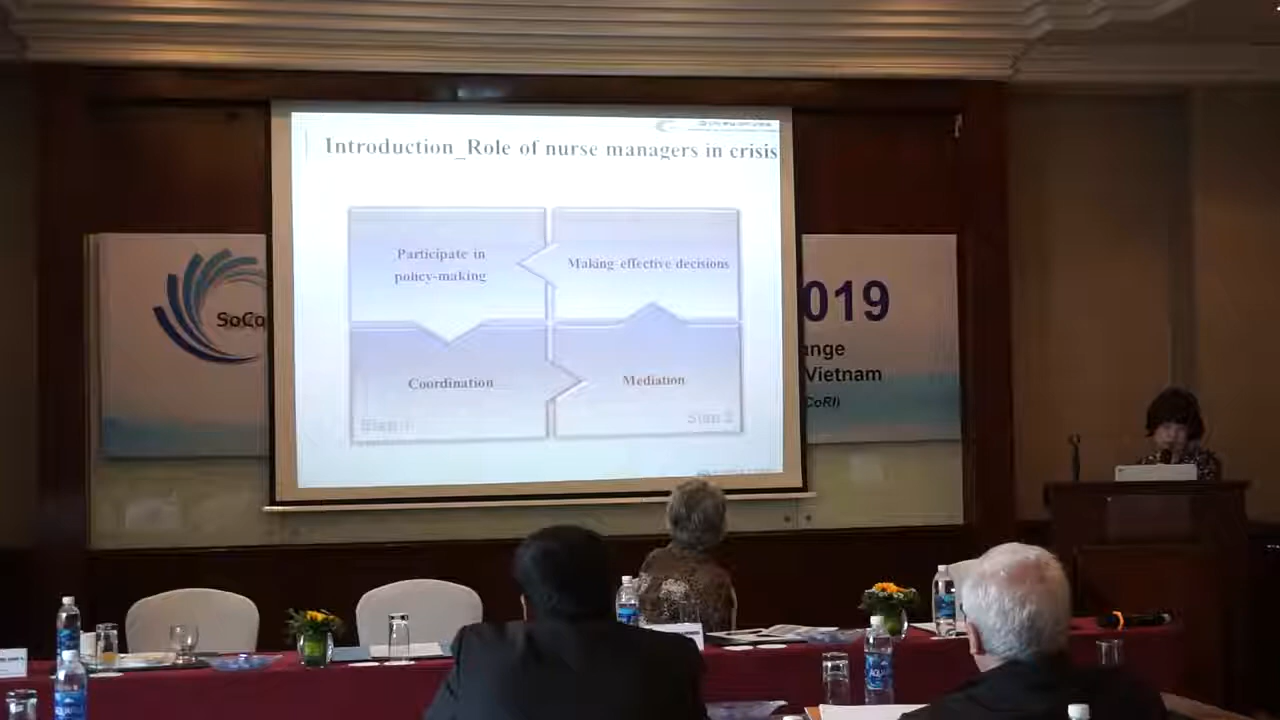 Introduction_Role of nurse managers in crisis
Participate in
policy-making
Making effective decisions
Coordination
Mediation
SoCo
019
ange
Vietnam
CoRI)